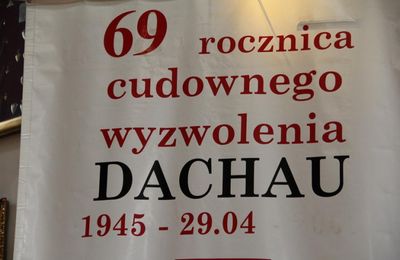 69 rocznica
cudownego
wyzwolenia
DACHAU
1945 - 29.04